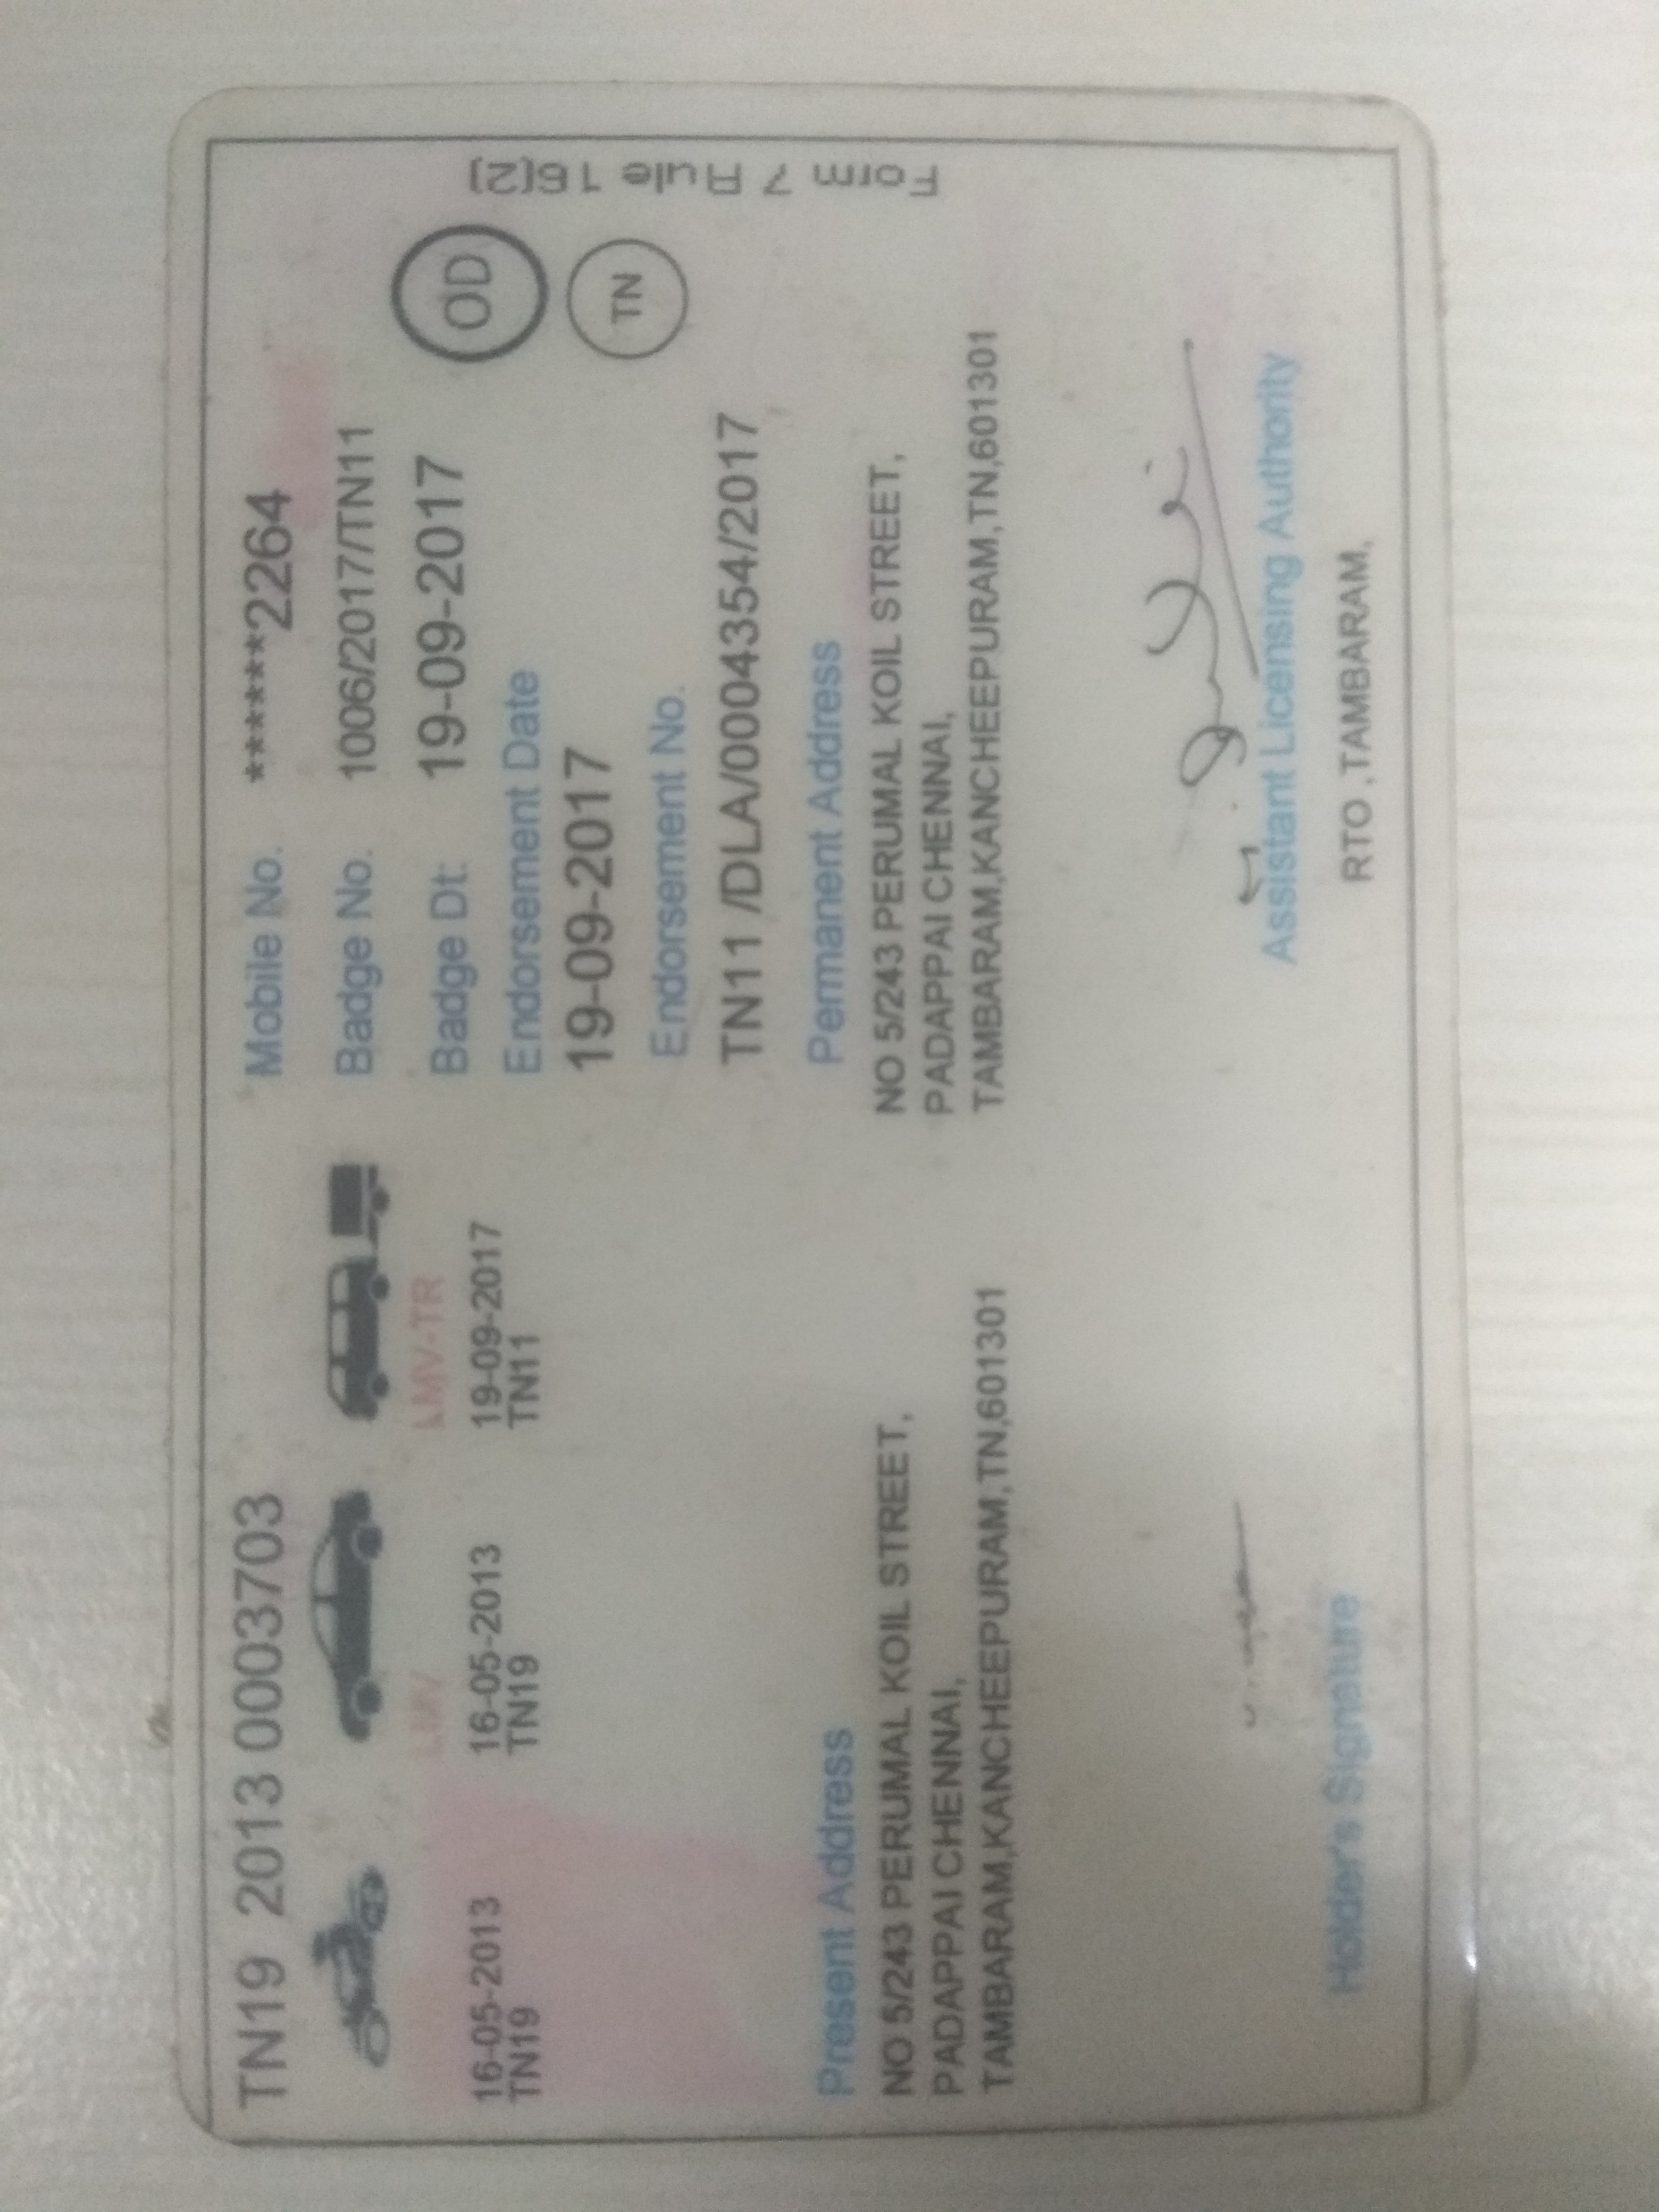 TN19 2013 0003703
16-05-2013
TN19
LMV
16-05-2013
TN19
LMV-TR
19-09-2017
TN11
Mobile No. ******2264
Badge No. 1006/2017/TN11
Badge Dt. 19-09-2017
Endorsement Date
19-09-2017
Endorsement No.
TN11 /DLA/0004354/2017
OD
TN
Form 7 Rule 16(2)
Present Address
NO 5/243 PERUMAL KOIL STREET,
PADAPPAI CHENNAI,
TAMBARAM,KANCHEEPURAM,TN,601301
Permanent Address
NO 5/243 PERUMAL KOIL STREET,
PADAPPAI CHENNAI,
TAMBARAM,KANCHEEPURAM,TN,601301
Holder's Signature
Assistant Licensing Authority
RTO ,TAMBARAM,